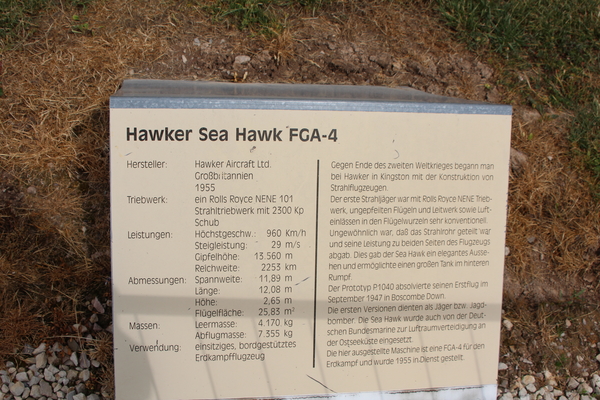 Hawker Sea Hawk FGA-4
Hersteller: Hawker Aircraft Ltd.
Großbritannien
1955
Triebwerk: ein Rolls Royce NENE 101
Strahltriebwerk mit 2300 Kp
Schub
Leistungen: Höchstgeschw.: 960 Km/h
Steigleistung: 29 m/s
Gipfelhöhe: 13.560 m
Reichweite: 2253 km
Abmessungen: Spannweite: 11,89 m
Länge: 12,08 m
Höhe: 2,65 m
Flügelfläche: 25,83 m²
Massen: Leermasse: 4.170 kg
Abflugmasse: 7.355 kg
Verwendung: einsitziges, bordgestütztes
Erdkampfflugzeug
Gegen Ende des zweiten Weltkrieges begann man
bei Hawker in Kingston mit der Konstruktion von
Strahlflugzeugen.
Der erste Strahljäger war mit Rolls Royce NENE Trieb-
werk, ungepfeilten Flügeln und Leitwerk sowie Luft-
einlässen in den Flügelwurzeln sehr konventionell.
Ungewöhnlich war, daß das Strahlrohr geteilt war
und seine Leistung zu beiden Seiten des Flugzeugs
abgab. Dies gab der Sea Hawk ein elegantes Ausse-
hen und ermöglichte einen großen Tank im hinteren
Rumpf.
Der Prototyp P1040 absolvierte seinen Erstflug im
September 1947 in Boscombe Down.
Die ersten Versionen dienten als Jäger bzw. Jagd-
bomber. Die Sea Hawk wurde auch von der Deut-
schen Bundesmarine zur Luftraumverteidigung an
der Ostseeküste eingesetzt.
Die hier ausgestellte Maschine ist eine FGA-4 für den
Erdkampf und wurde 1955 in Dienst gestellt.